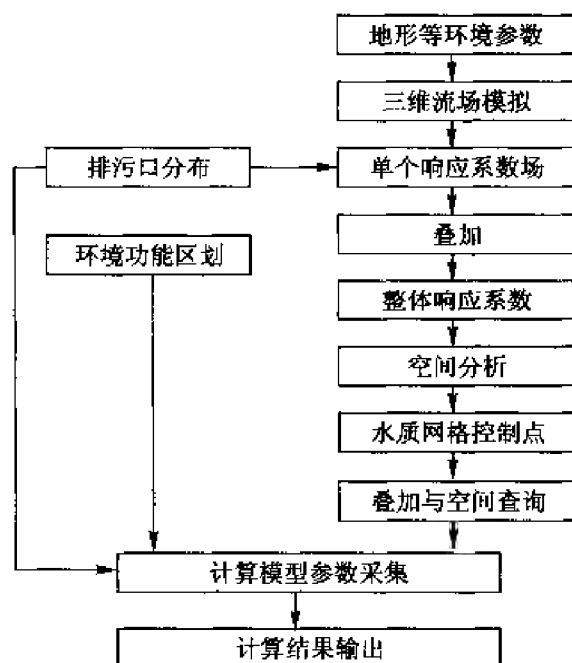 地形等环境参数
三维流场模拟
排污口分布
单个响应系数场
叠加
环境功能区划
整体响应系数
空间分析
水质网格控制点
叠加与空间查询
计算模型参数采集
计算结果输出